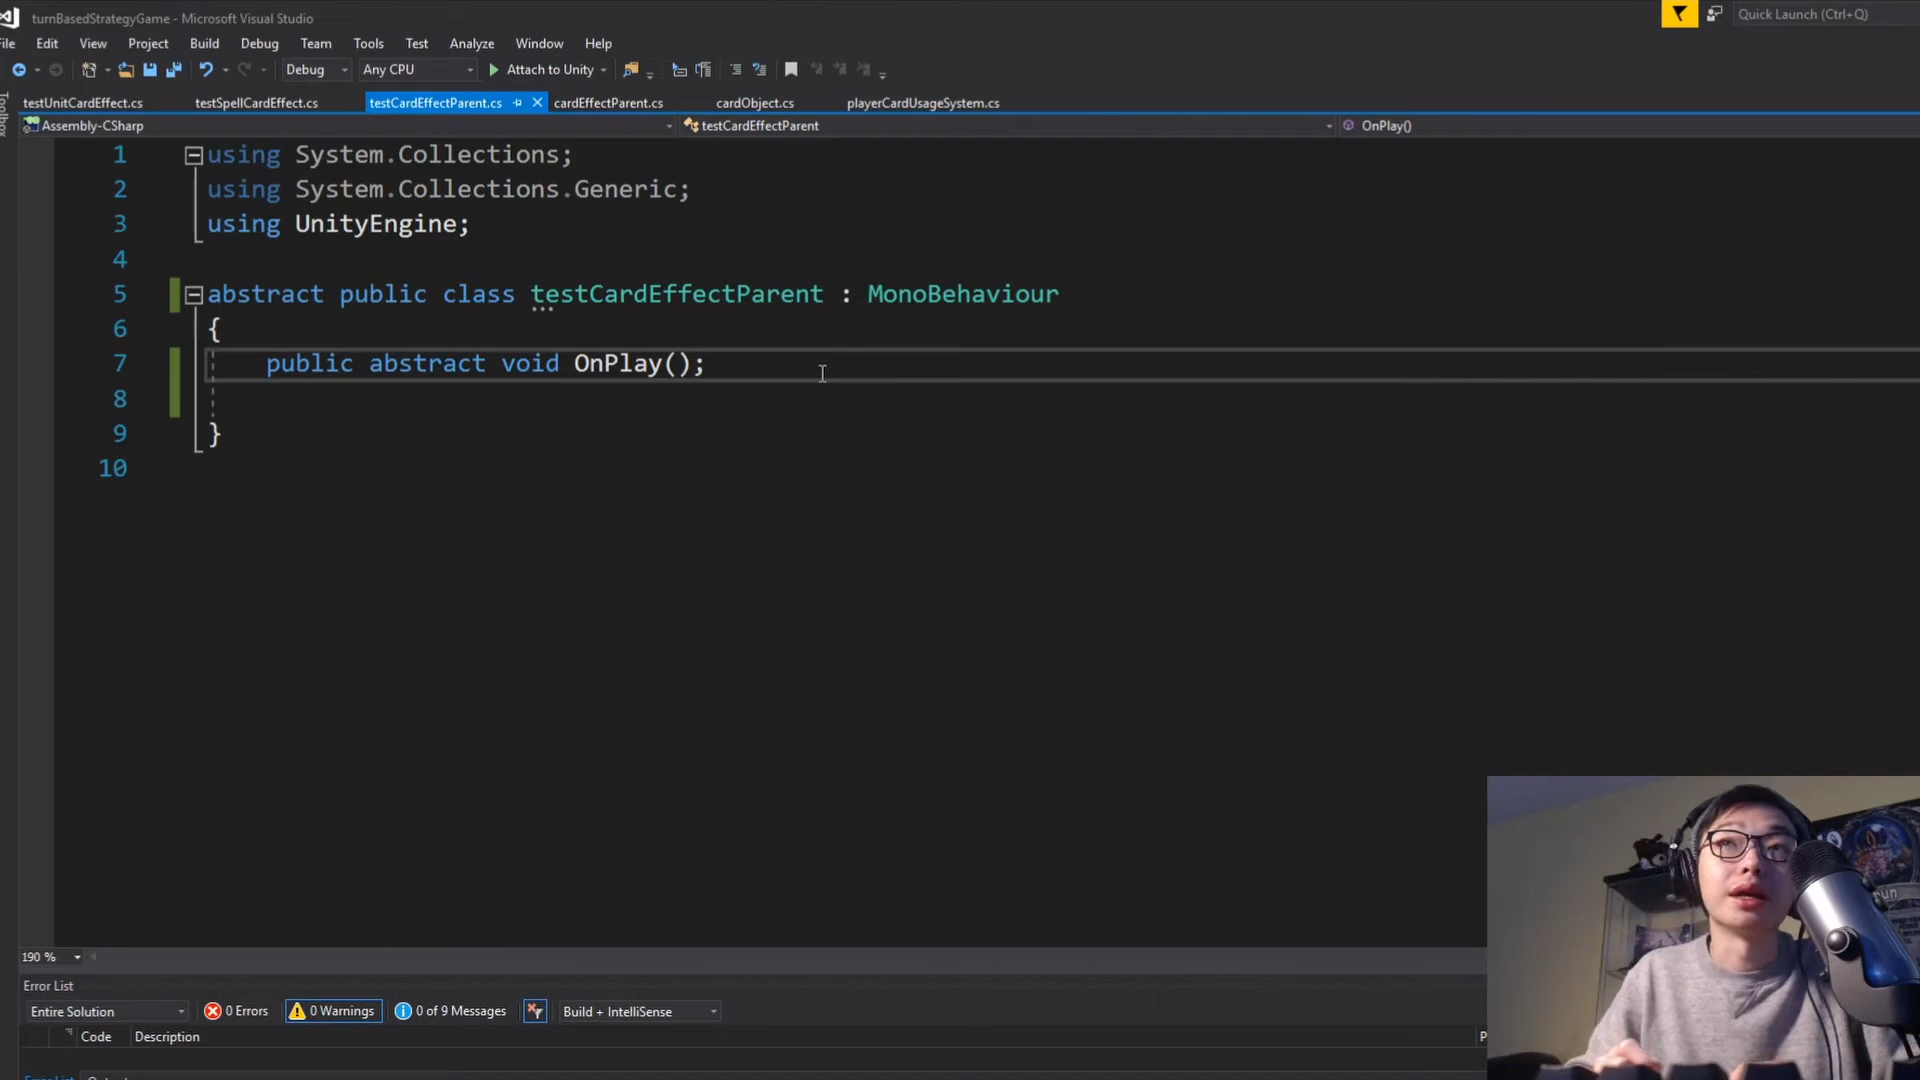 turnBasedStrategyGame - Microsoft Visual Studio
Quick Launch (Ctrl+Q)
File Edit View Project Build Debug Team Tools Test Analyze Window Help
Debug Any CPU Attach to Unity
Toolbox
testUnitCardEffect.cs testSpellCardEffect.cs testCardEffectParent.cs cardEffectParent.cs cardObject.cs playerCardUsageSystem.cs
Assembly-CSharp testCardEffectParent OnPlay()
1 using System.Collections;
2 using System.Collections.Generic;
3 using UnityEngine;
4
5 abstract public class testCardEffectParent : MonoBehaviour
6 {
7 public abstract void OnPlay();
8
9 }
10
190 %
Error List
Entire Solution 0 Errors 0 Warnings 0 of 9 Messages Build + IntelliSense
Code Description
Error List